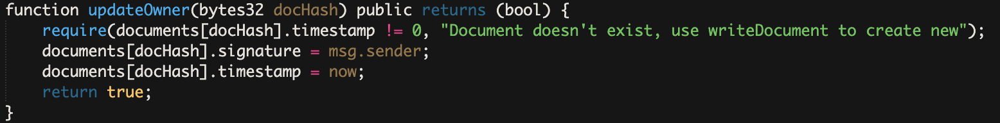 function updateOwner(bytes32 docHash) public returns (bool) {
    require(documents[docHash].timestamp != 0, "Document doesn't exist, use writeDocument to create new");
    documents[docHash].signature = msg.sender;
    documents[docHash].timestamp = now;
    return true;
}